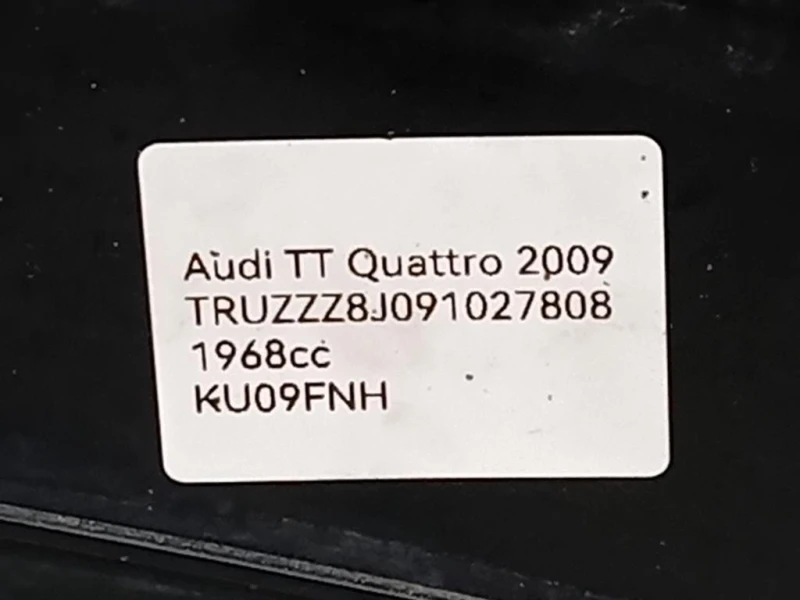 Audi TT Quattro 2009
TRUZZZ8J091027808
1968cc
KU09FNH